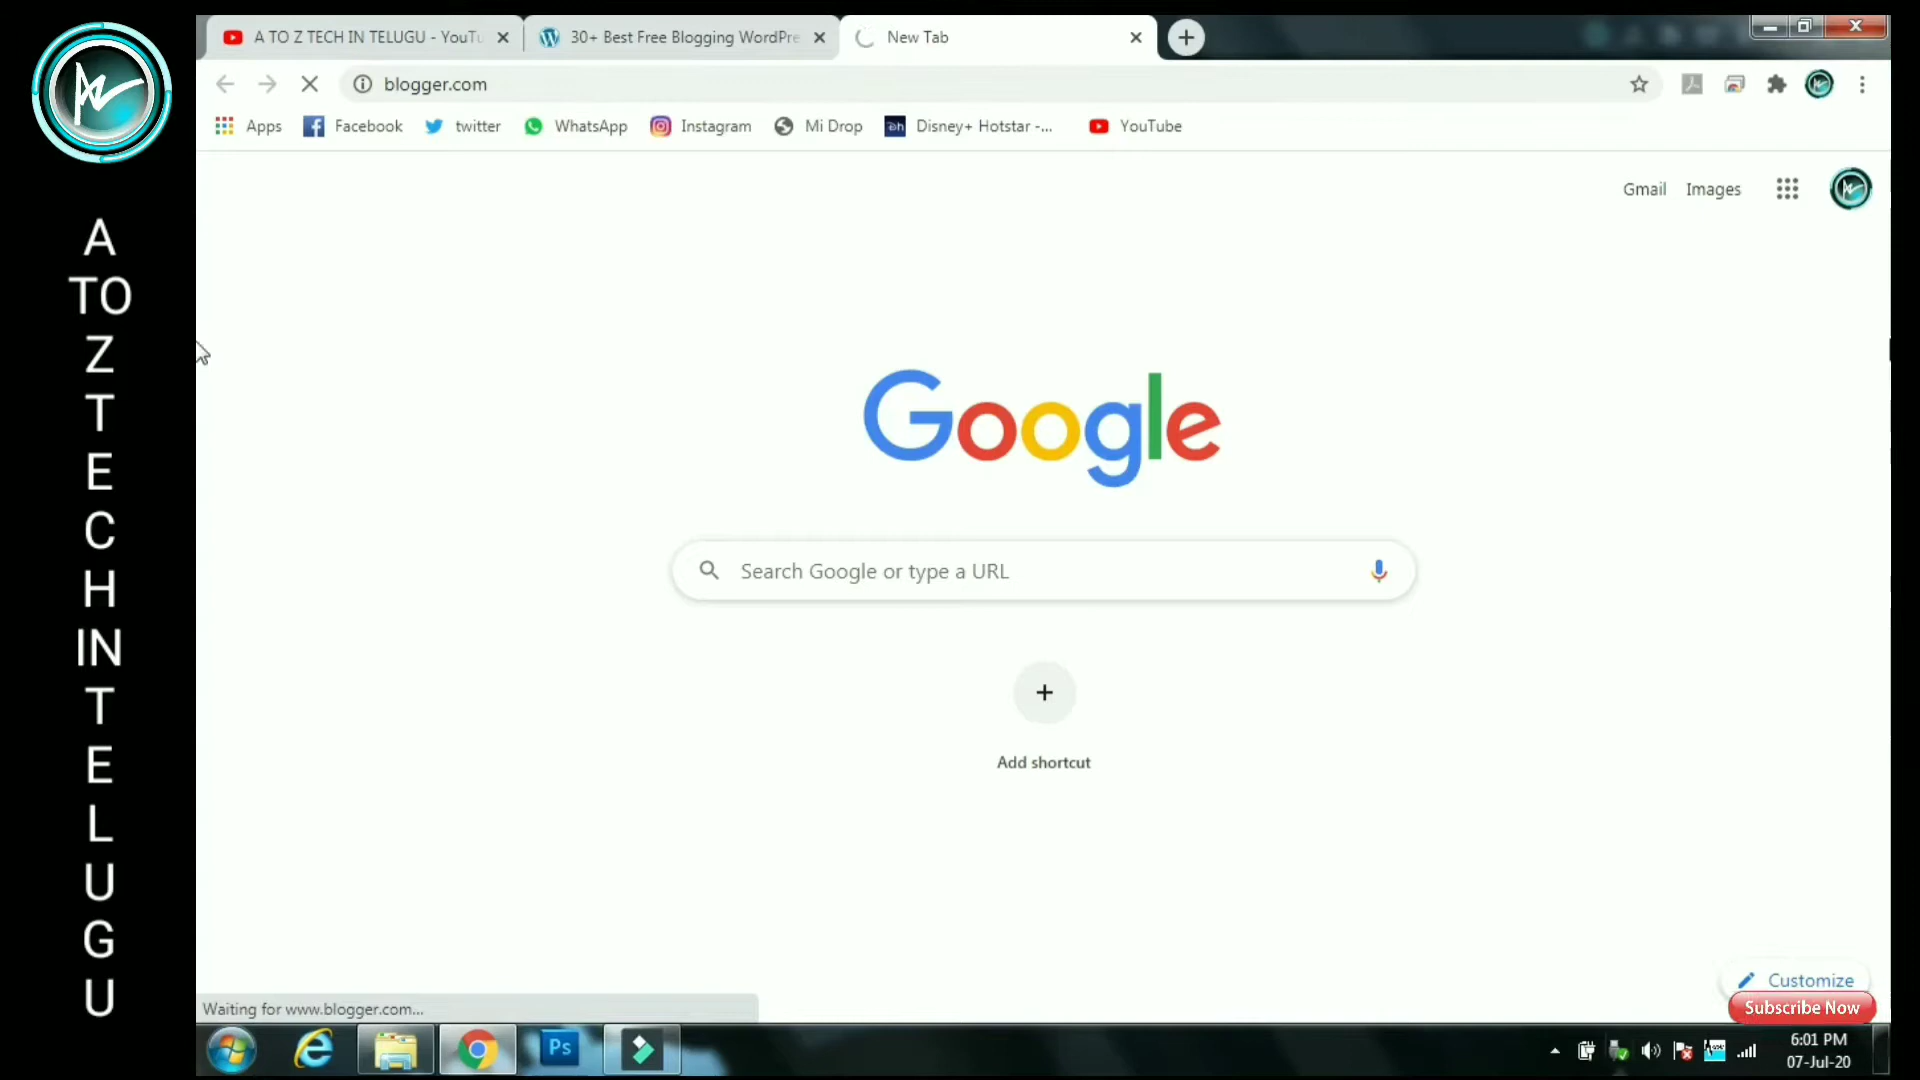 A TO Z TECH IN TELUGU - YouTu
30+ Best Free Blogging WordPre
New Tab
blogger.com
Apps
Facebook
twitter
WhatsApp
Instagram
Mi Drop
Disney+ Hotstar -...
YouTube
Gmail
Images
A
TO
Z
T
E
C
H
IN
T
E
L
U
G
U
Google
Search Google or type a URL
Add shortcut
Customize
Subscribe Now
Waiting for www.blogger.com...
Ps
6:01 PM
07-Jul-20